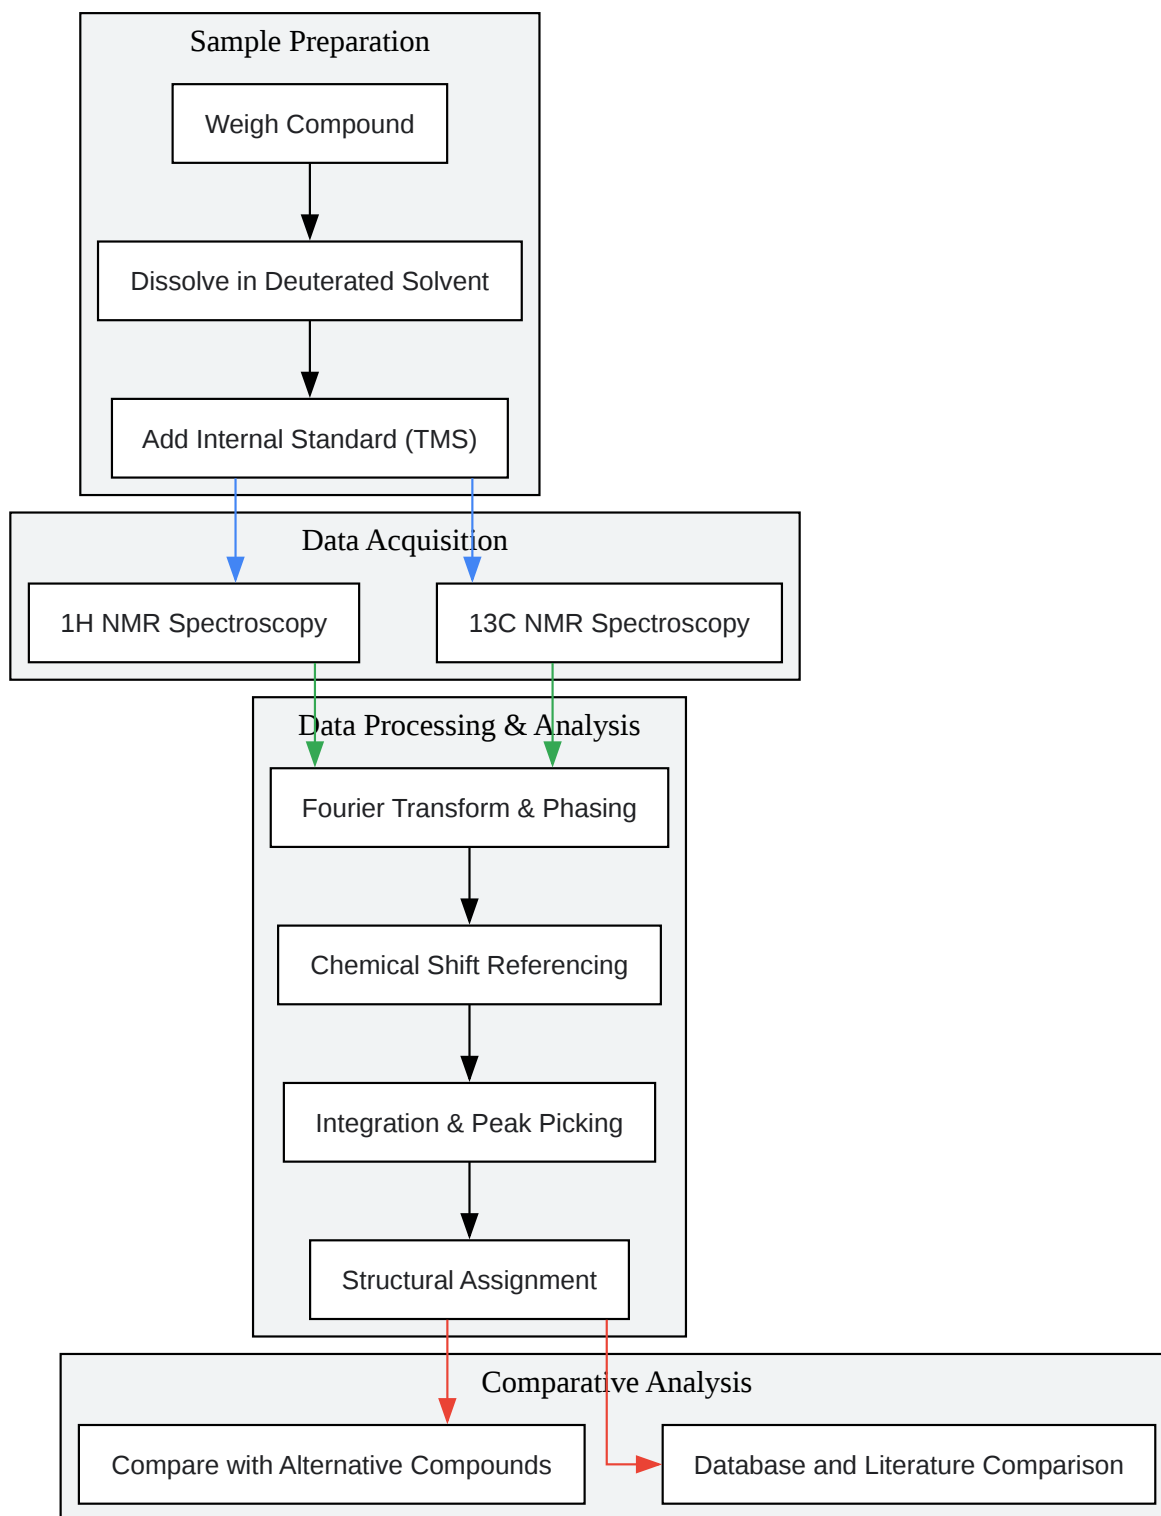 Sample Preparation
Weigh Compound
Dissolve in Deuterated Solvent
Add Internal Standard (TMS)
Data Acquisition
1H NMR Spectroscopy
13C NMR Spectroscopy
Data Processing & Analysis
Fourier Transform & Phasing
Chemical Shift Referencing
Integration & Peak Picking
Structural Assignment
Comparative Analysis
Compare with Alternative Compounds
Database and Literature Comparison